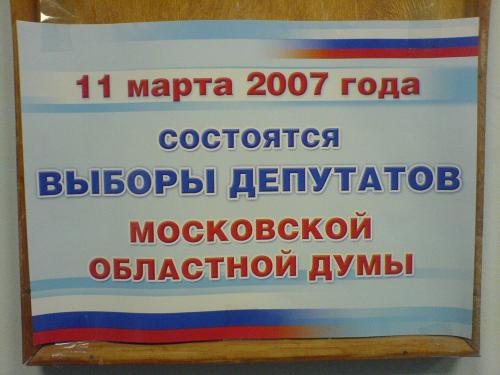 11 марта 2007 года
СОСТОЯТСЯ
ВЫБОРЫ ДЕПУТАТОВ
МОСКОВСКОЙ
ОБЛАСТНОЙ ДУМЫ